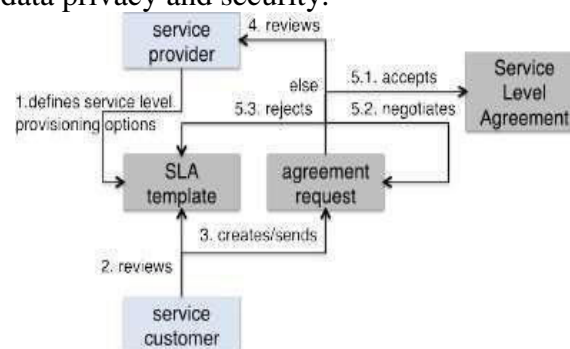 data privacy and security.
service
provider
4. reviews
else
5.1. accepts
Service
Level
Agreement
1.defines service level
provisioning options
5.3. rejects
5.2. negotiates
SLA
template
agreement
request
3. creates/sends
2. reviews
service
customer